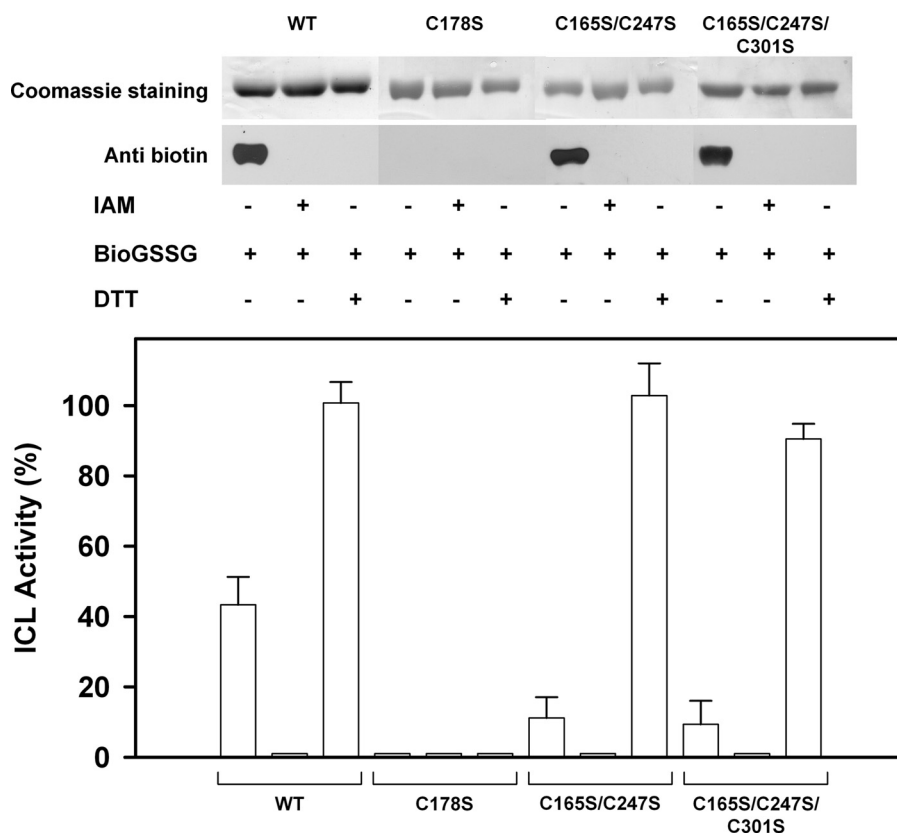 WT C178S C165S/C247S C165S/C247S/
C301S
Coomassie staining
Anti biotin
IAM - + - - + - - + - - + -
BioGSSG + + + + + + + + + + + +
DTT - - + - - + - - + - - +
ICL Activity (%)
100
80
60
40
20
0
WT C178S C165S/C247S C165S/C247S/
C301S